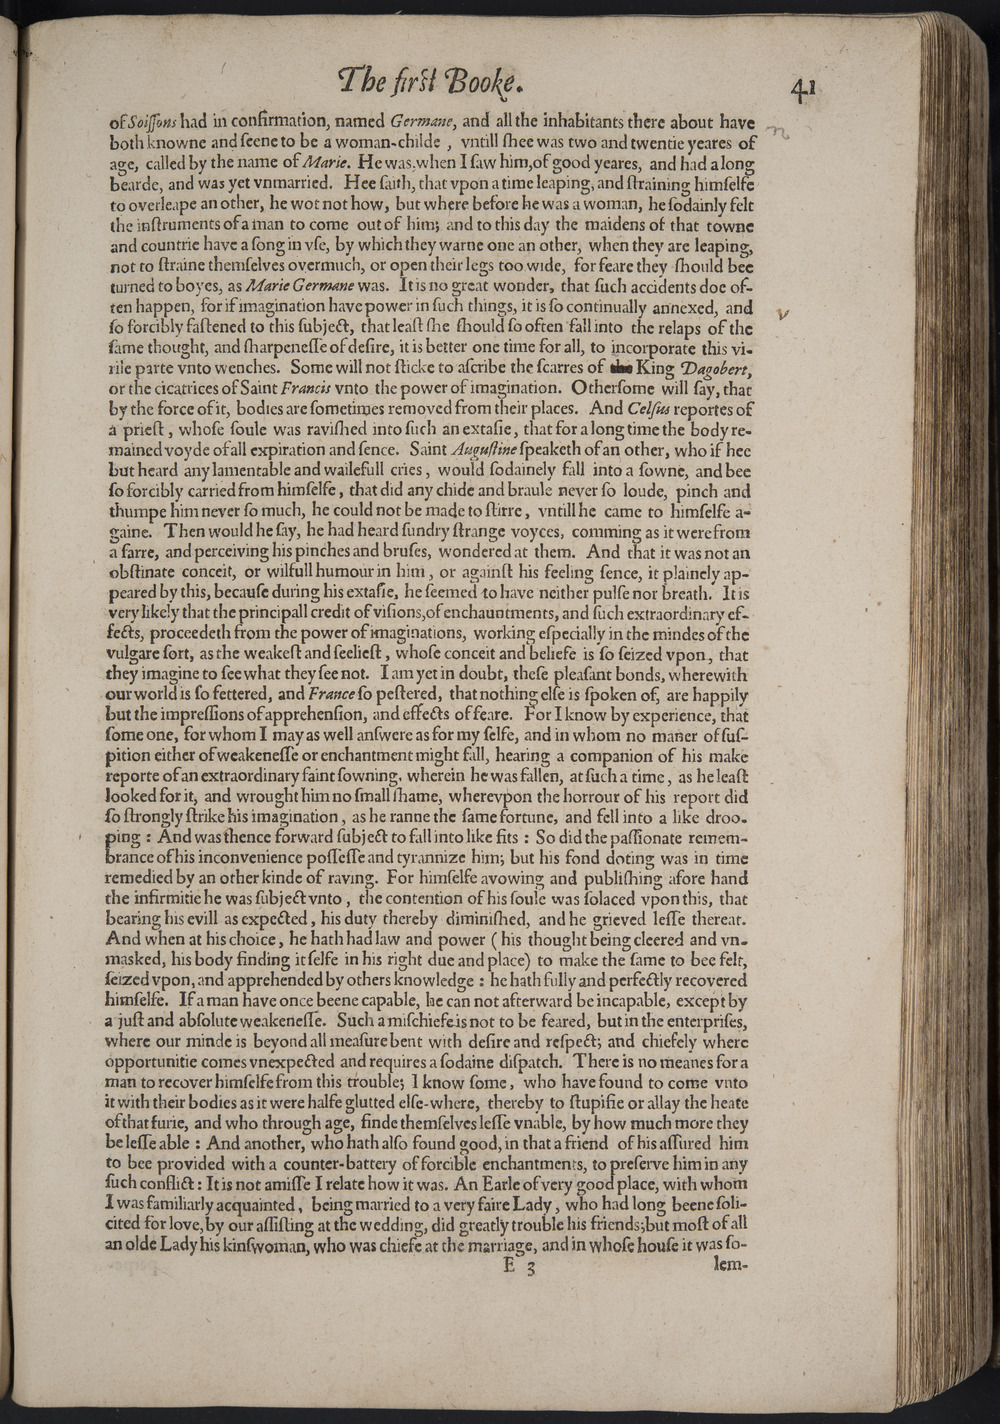 The firſt Booke.
41
of Soiſſons had in confirmation, named Germane, and all the inhabitants there about have
both knowne and ſeene to be a woman-childe , vntill ſhee was two and twentie yeares of
age, called by the name of Marie. He was, when I ſaw him, of good yeares, and had a long
bearde, and was yet vnmarried. Hee ſaith, that vpon a time leaping, and ſtraining himſelfe
to overleape an other, he wot not how, but where before he was a woman, he ſodainly felt
the inſtruments of a man to come out of him; and to this day the maidens of that towne
and countrie have a ſong in vſe, by which they warne one an other, when they are leaping,
not to ſtraine themſelves overmuch, or open their legs too wide, for feare they ſhould bee
turned to boyes, as Marie Germane was. It is no great wonder, that ſuch accidents doe of-
ten happen, for if imagination have power in ſuch things, it is ſo continually annexed, and
ſo forcibly faſtened to this ſubject, that leaſt ſhe ſhould ſo often fall into the relaps of the
ſame thought, and ſharpeneſſe of deſire, it is better one time for all, to incorporate this vi-
rile parte vnto wenches. Some will not ſticke to aſcribe the ſcarres of King Dagobert,
or the cicatrices of Saint Francis vnto the power of imagination. Otherſome will ſay, that
by the force of it, bodies are ſometimes removed from their places. And Celſus reportes of
a prieſt , whoſe ſoule was raviſhed into ſuch an extaſie, that for a long time the body re-
mained voyde of all expiration and ſence. Saint Auguſtine ſpeaketh of an other, who if hee
but heard any lamentable and wailefull cries , would ſodainely fall into a ſowne, and bee
ſo forcibly carried from himſelfe , that did any chide and braule never ſo loude, pinch and
thumpe him never ſo much, he could not be made to ſtirre , vntill he came to himſelfe a-
gaine. Then would he ſay, he had heard ſundry ſtrange voyces, comming as it were from
a farre, and perceiving his pinches and bruſes, wondered at them. And that it was not an
obſtinate conceit, or wilfull humour in him , or againſt his feeling ſence, it plainely ap-
peared by this, becauſe during his extaſie, he ſeemed to have neither pulſe nor breath. It is
very likely that the principall credit of viſions, of enchauntments, and ſuch extraordinary ef-
fects, proceedeth from the power of imaginations, working eſpecially in the mindes of the
vulgare ſort, as the weakeſt and ſeelieſt , whoſe conceit and beliefe is ſo ſeized vpon, that
they imagine to ſee what they ſee not. I am yet in doubt, theſe pleaſant bonds, wherewith
our world is ſo fettered, and France ſo peſtered, that nothing elſe is ſpoken of, are happily
but the impreſſions of apprehenſion, and effects of feare. For I know by experience, that
ſome one, for whom I may as well anſwere as for my ſelfe, and in whom no maner of ſuſ-
pition either of weakeneſſe or enchantment might fall, hearing a companion of his make
reporte of an extraordinary faint ſowning, wherein he was fallen, at ſuch a time , as he leaſt
looked for it, and wrought him no ſmall ſhame, wherevpon the horrour of his report did
ſo ſtrongly ſtrike his imagination , as he ranne the ſame fortune, and fell into a like droo-
ping : And was thence forward ſubject to fall into like fits : So did the paſſionate remem-
brance of his inconvenience poſſeſſe and tyrannize him; but his fond doting was in time
remedied by an other kinde of raving. For himſelfe avowing and publiſhing afore hand
the infirmitie he was ſubject vnto , the contention of his ſoule was ſolaced vpon this, that
bearing his evill as expected , his duty thereby diminiſhed, and he grieved leſſe thereat.
And when at his choice, he hath had law and power ( his thought being cleered and vn-
masked, his body finding it ſelfe in his right due and place) to make the ſame to bee felt,
ſeized vpon, and apprehended by others knowledge : he hath fully and perfectly recovered
himſelfe. If a man have once beene capable, he can not afterward be incapable, except by
a juſt and abſolute weakeneſſe. Such a miſchiefe is not to be feared, but in the enterpriſes,
where our minde is beyond all meaſure bent with deſire and reſpect; and chiefely where
opportunitie comes vnexpected and requires a ſodaine diſpatch. There is no meanes for a
man to recover himſelfe from this trouble; I know ſome , who have found to come vnto
it with their bodies as it were halfe glutted elſe-where, thereby to ſtupifie or allay the heate
of that furie, and who through age, finde themſelves leſſe vnable, by how much more they
be leſſe able : And another, who hath alſo found good, in that a friend of his aſſured him
to bee provided with a counter-battery of forcible enchantments, to preſerve him in any
ſuch conflict : It is not amiſſe I relate how it was. An Earle of very good place, with whom
I was familiarly acquainted , being married to a very faire Lady , who had long beene ſoli-
cited for love, by our aſſiſting at the wedding, did greatly trouble his friends; but moſt of all
an olde Lady his kinſwoman, who was chiefe at the marriage, and in whoſe houſe it was ſo-
E 3 lem-